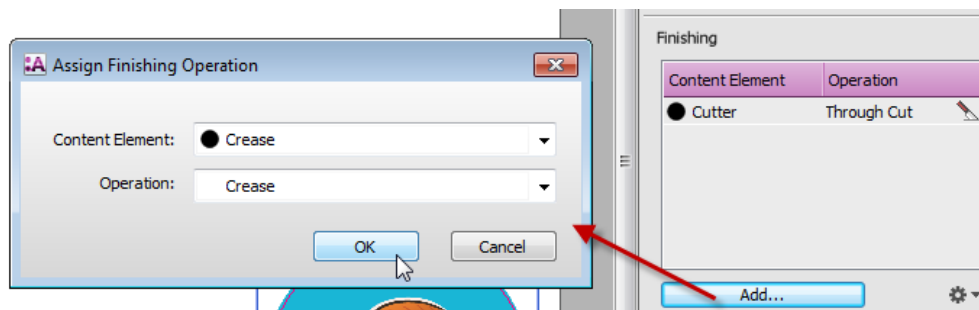 :A Assign Finishing Operation
Content Element: Crease
Operation: Crease
OK Cancel
Finishing
Content Element Operation
Cutter Through Cut
Add...